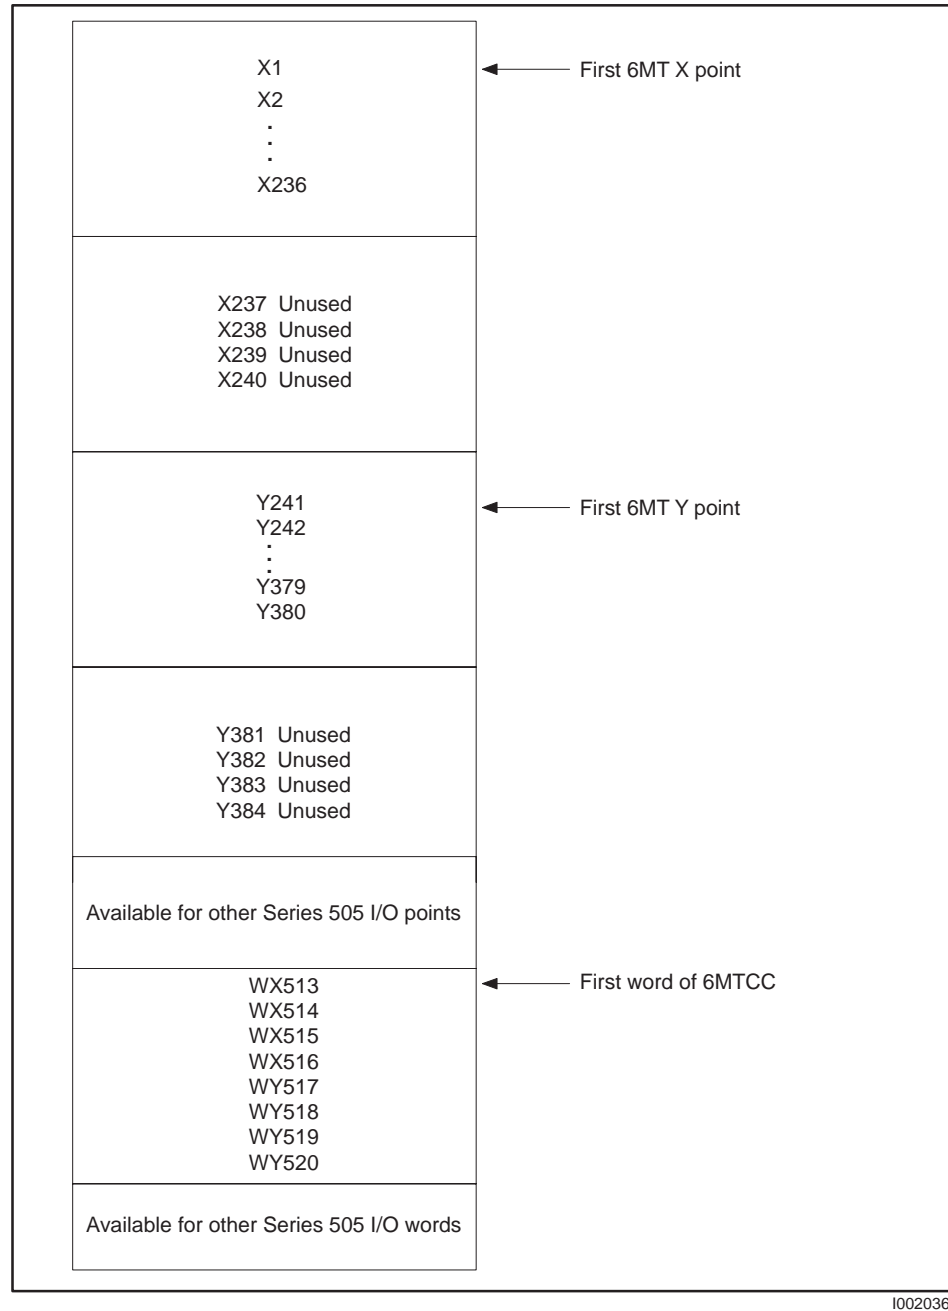 X1
First 6MT X point
X2
.
.
.
X236
X237 Unused
X238 Unused
X239 Unused
X240 Unused
Y241
First 6MT Y point
Y242
.
.
.
Y379
Y380
Y381 Unused
Y382 Unused
Y383 Unused
Y384 Unused
Available for other Series 505 I/O points
WX513
First word of 6MTCC
WX514
WX515
WX516
WY517
WY518
WY519
WY520
Available for other Series 505 I/O words
I002036